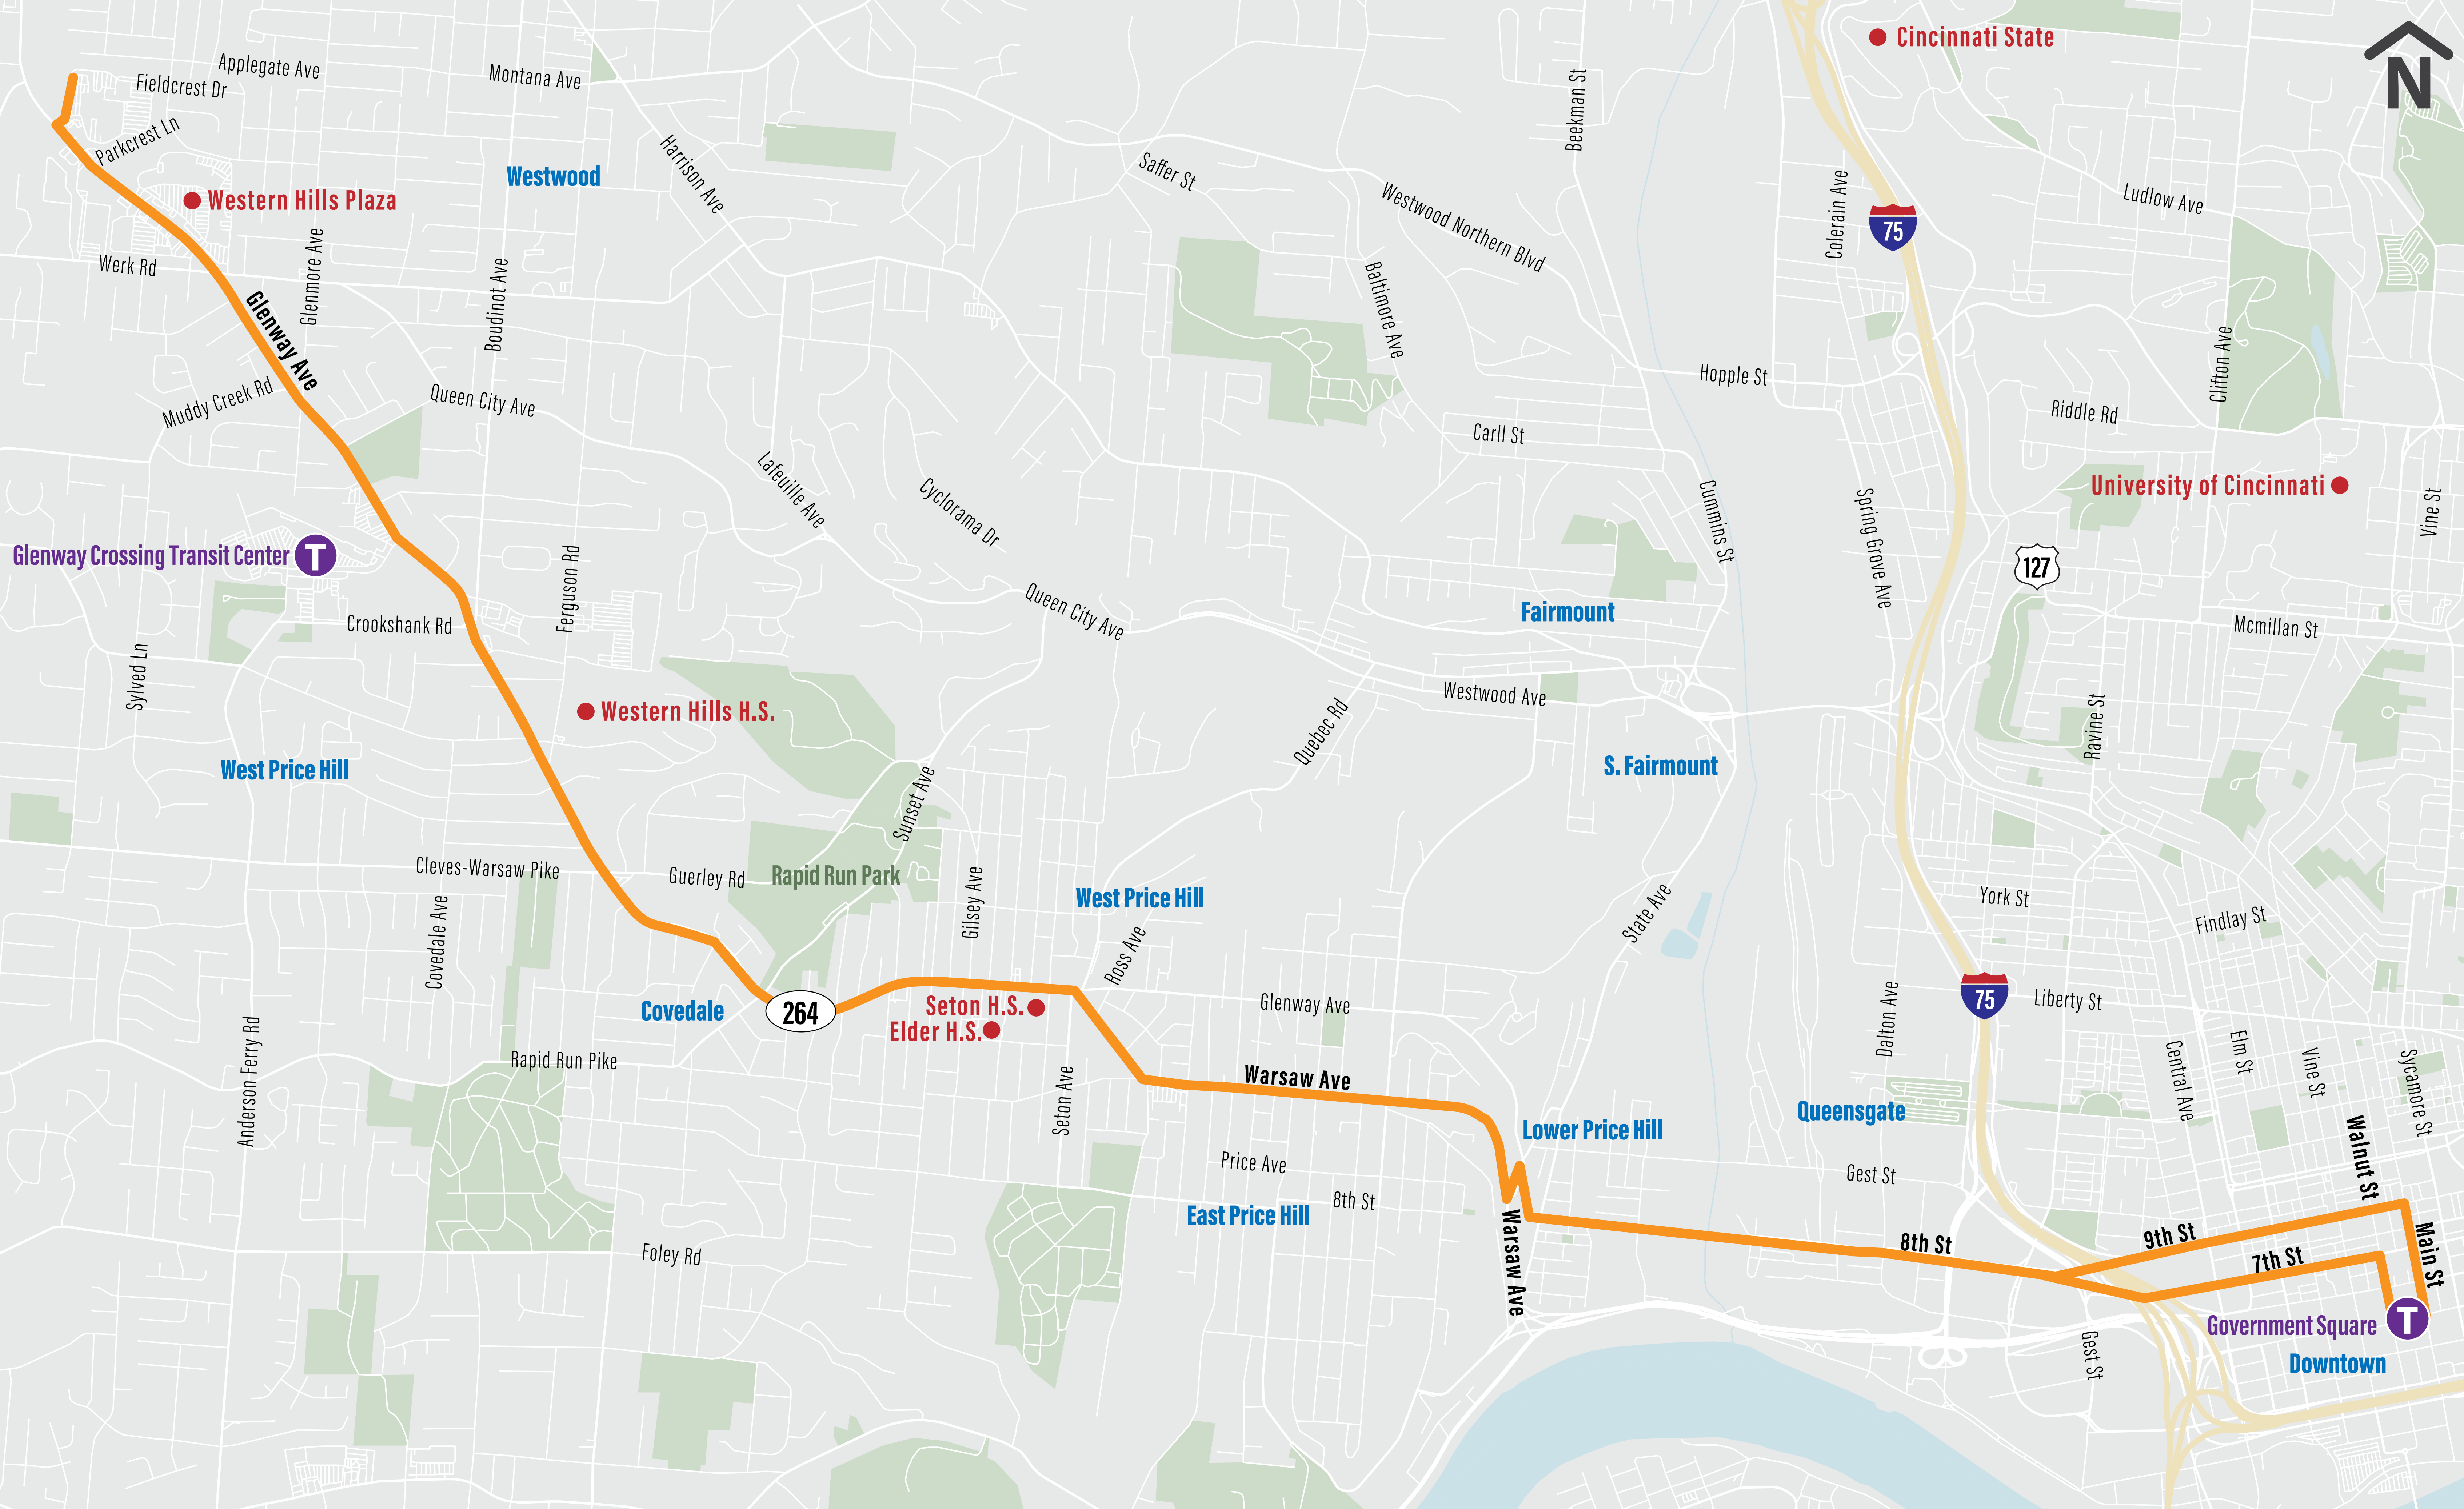 Cincinnati State
N
Applegate Ave
Fieldcrest Dr
Montana Ave
Beekman St
Parkcrest Ln
Harrison Ave
Saffer St
Westwood
Western Hills Plaza
Westwood Northern Blvd
Colerain Ave
Ludlow Ave
75
Werk Rd
Glenmore Ave
Boudinot Ave
Baltimore Ave
Glenway Ave
Hopple St
Clifton Ave
Muddy Creek Rd
Queen City Ave
Riddle Rd
Carll St
Lafeuille Ave
Cyclorama Dr
Cummins St
Spring Grove Ave
University of Cincinnati
Vine St
Glenway Crossing Transit Center
T
Ferguson Rd
127
Queen City Ave
Fairmount
Crookshank Rd
Mcmillan St
Sylved Ln
Western Hills H.S.
Westwood Ave
Quebec Rd
Ravine St
West Price Hill
S. Fairmount
Sunset Ave
Cleves-Warsaw Pike
Guerley Rd
Rapid Run Park
Gilsey Ave
West Price Hill
York St
Findlay St
Covedale Ave
Ross Ave
State Ave
Covedale
264
Seton H.S.
Elder H.S.
Glenway Ave
Dalton Ave
75
Liberty St
Anderson Ferry Rd
Rapid Run Pike
Seton Ave
Warsaw Ave
Central Ave
Elm St
Vine St
Sycamore St
Lower Price Hill
Queensgate
Walnut St
Price Ave
Gest St
8th St
East Price Hill
Warsaw Ave
8th St
9th St
7th St
Main St
Foley Rd
Government Square
T
Gest St
Downtown